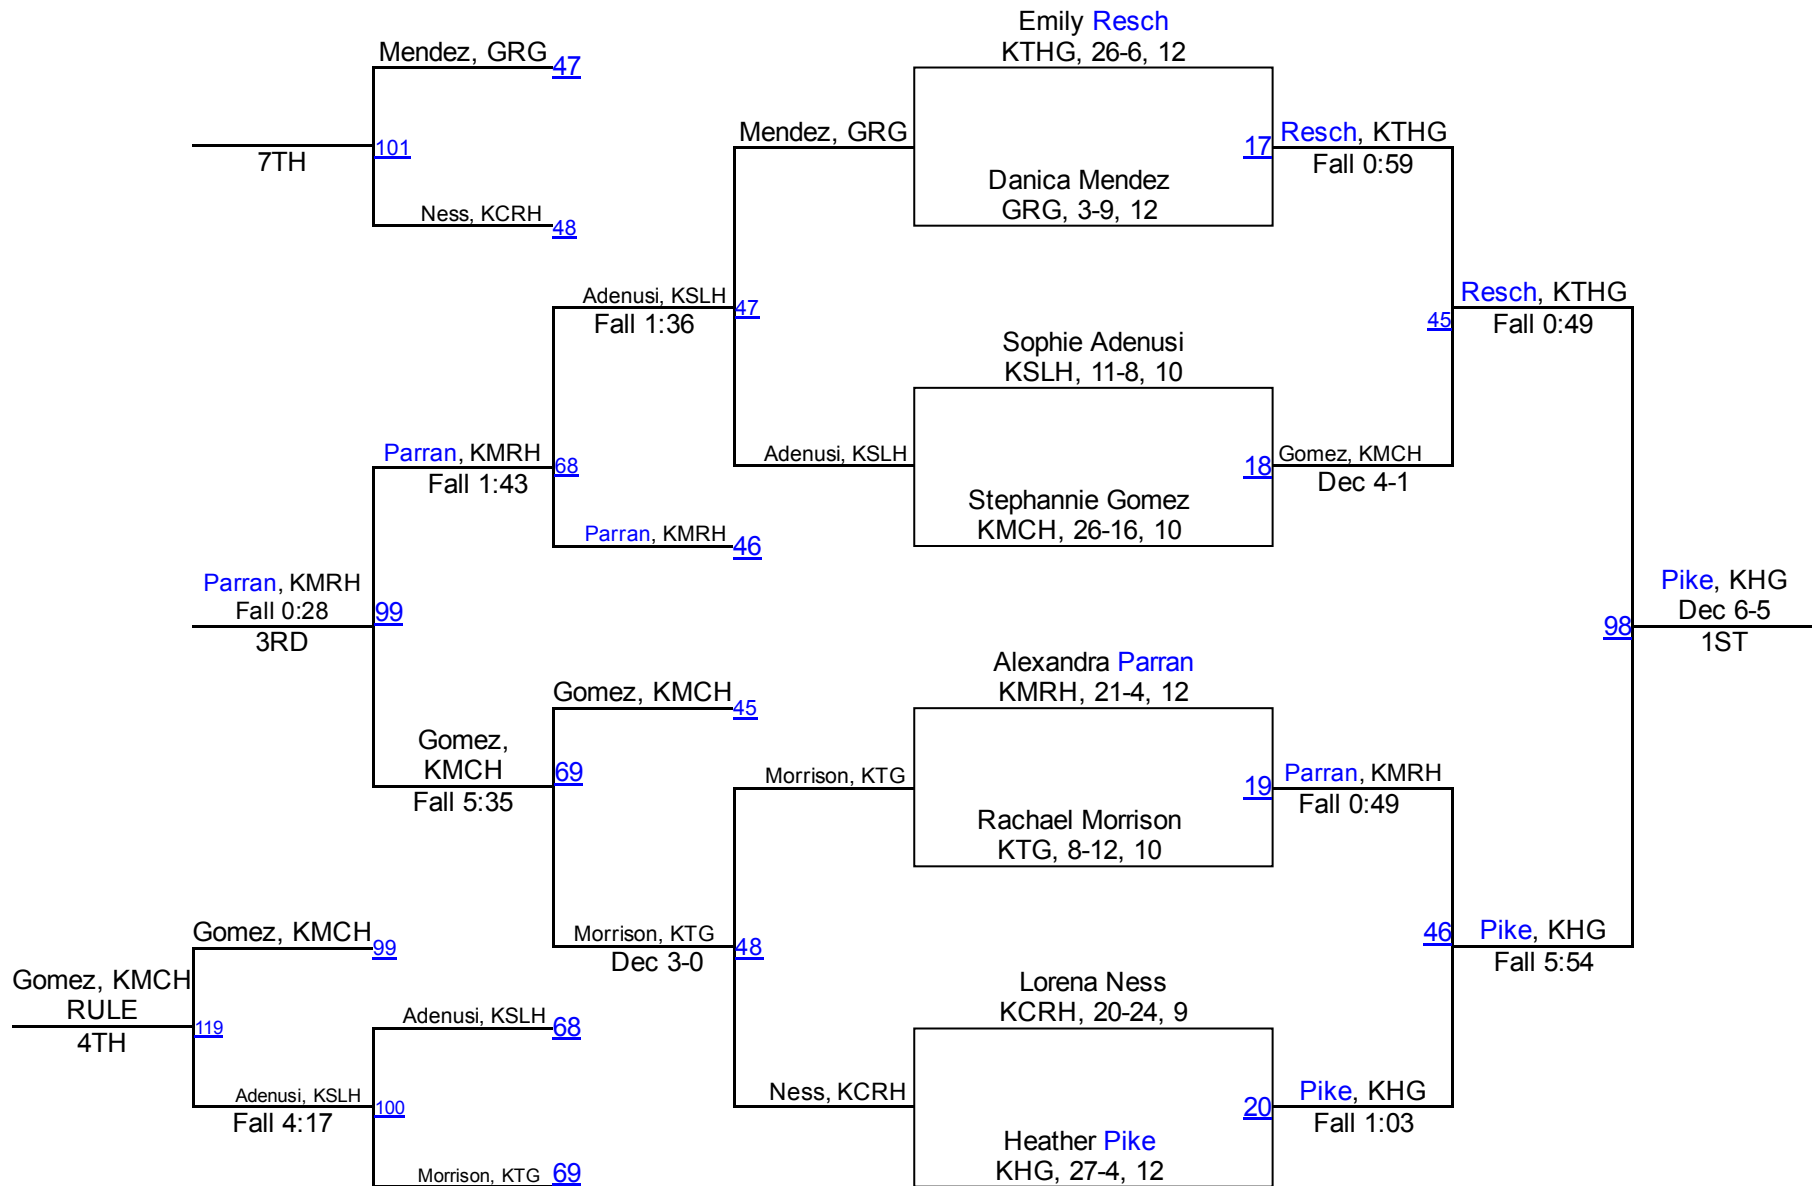 Emily Resch
KTHG, 26-6, 12
Mendez, GRG
47
Mendez, GRG
17
Resch, KTHG
Fall 0:59
101
7TH
Danica Mendez
GRG, 3-9, 12
Ness, KCRH
48
Adenusi, KSLH
Fall 1:36
47
Resch, KTHG
Fall 0:49
45
Sophie Adenusi
KSLH, 11-8, 10
Parran, KMRH
Fall 1:43
68
Adenusi, KSLH
18
Gomez, KMCH
Dec 4-1
Stephannie Gomez
KMCH, 26-16, 10
Parran, KMRH
46
Parran, KMRH
Fall 0:28
3RD
99
98
Pike, KHG
Dec 6-5
1ST
Alexandra Parran
KMRH, 21-4, 12
Gomez, KMCH
45
Gomez,
KMCH
Fall 5:35
69
Morrison, KTG
19
Parran, KMRH
Fall 0:49
Rachael Morrison
KTG, 8-12, 10
Gomez, KMCH
99
Morrison, KTG
Dec 3-0
48
46
Pike, KHG
Fall 5:54
Gomez, KMCH
RULE
4TH
119
Lorena Ness
KCRH, 20-24, 9
Adenusi, KSLH
68
Adenusi, KSLH
Fall 4:17
100
Ness, KCRH
20
Pike, KHG
Fall 1:03
Heather Pike
KHG, 27-4, 12
Morrison, KTG
69